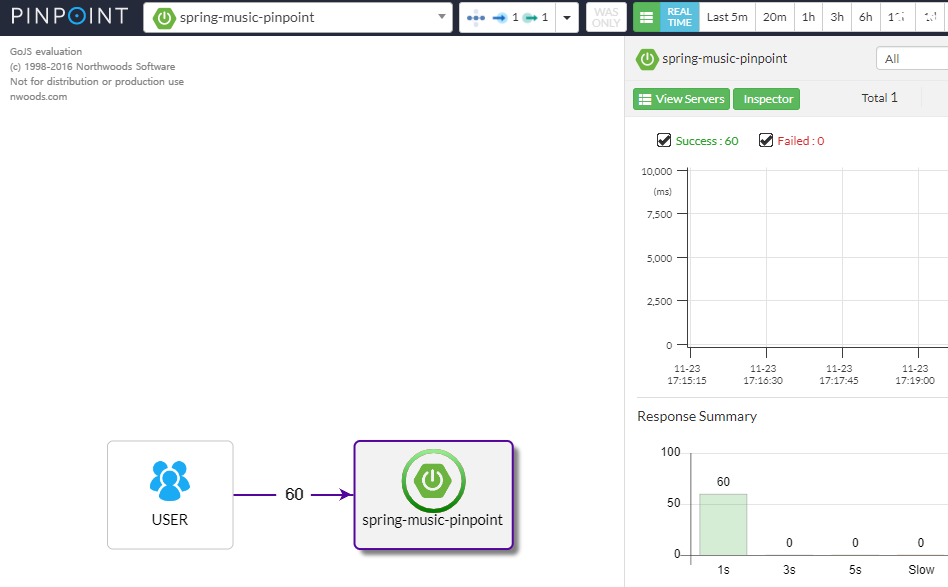 PINPOINT spring-music-pinpoint 1 1 WAS ONLY REAL TIME Last 5m 20m 1h 3h 6h
GoJS evaluation
(c) 1998-2016 Northwoods Software
Not for distribution or production use
nwoods.com
spring-music-pinpoint All
View Servers Inspector Total 1
Success : 60 Failed : 0
10,000
(ms)
7,500
5,000
2,500
0
11-23 11-23 11-23 11-23
17:15:15 17:16:30 17:17:45 17:19:00
Response Summary
100
60
50
0 0 0
0
1s 3s 5s Slow
60
USER
spring-music-pinpoint